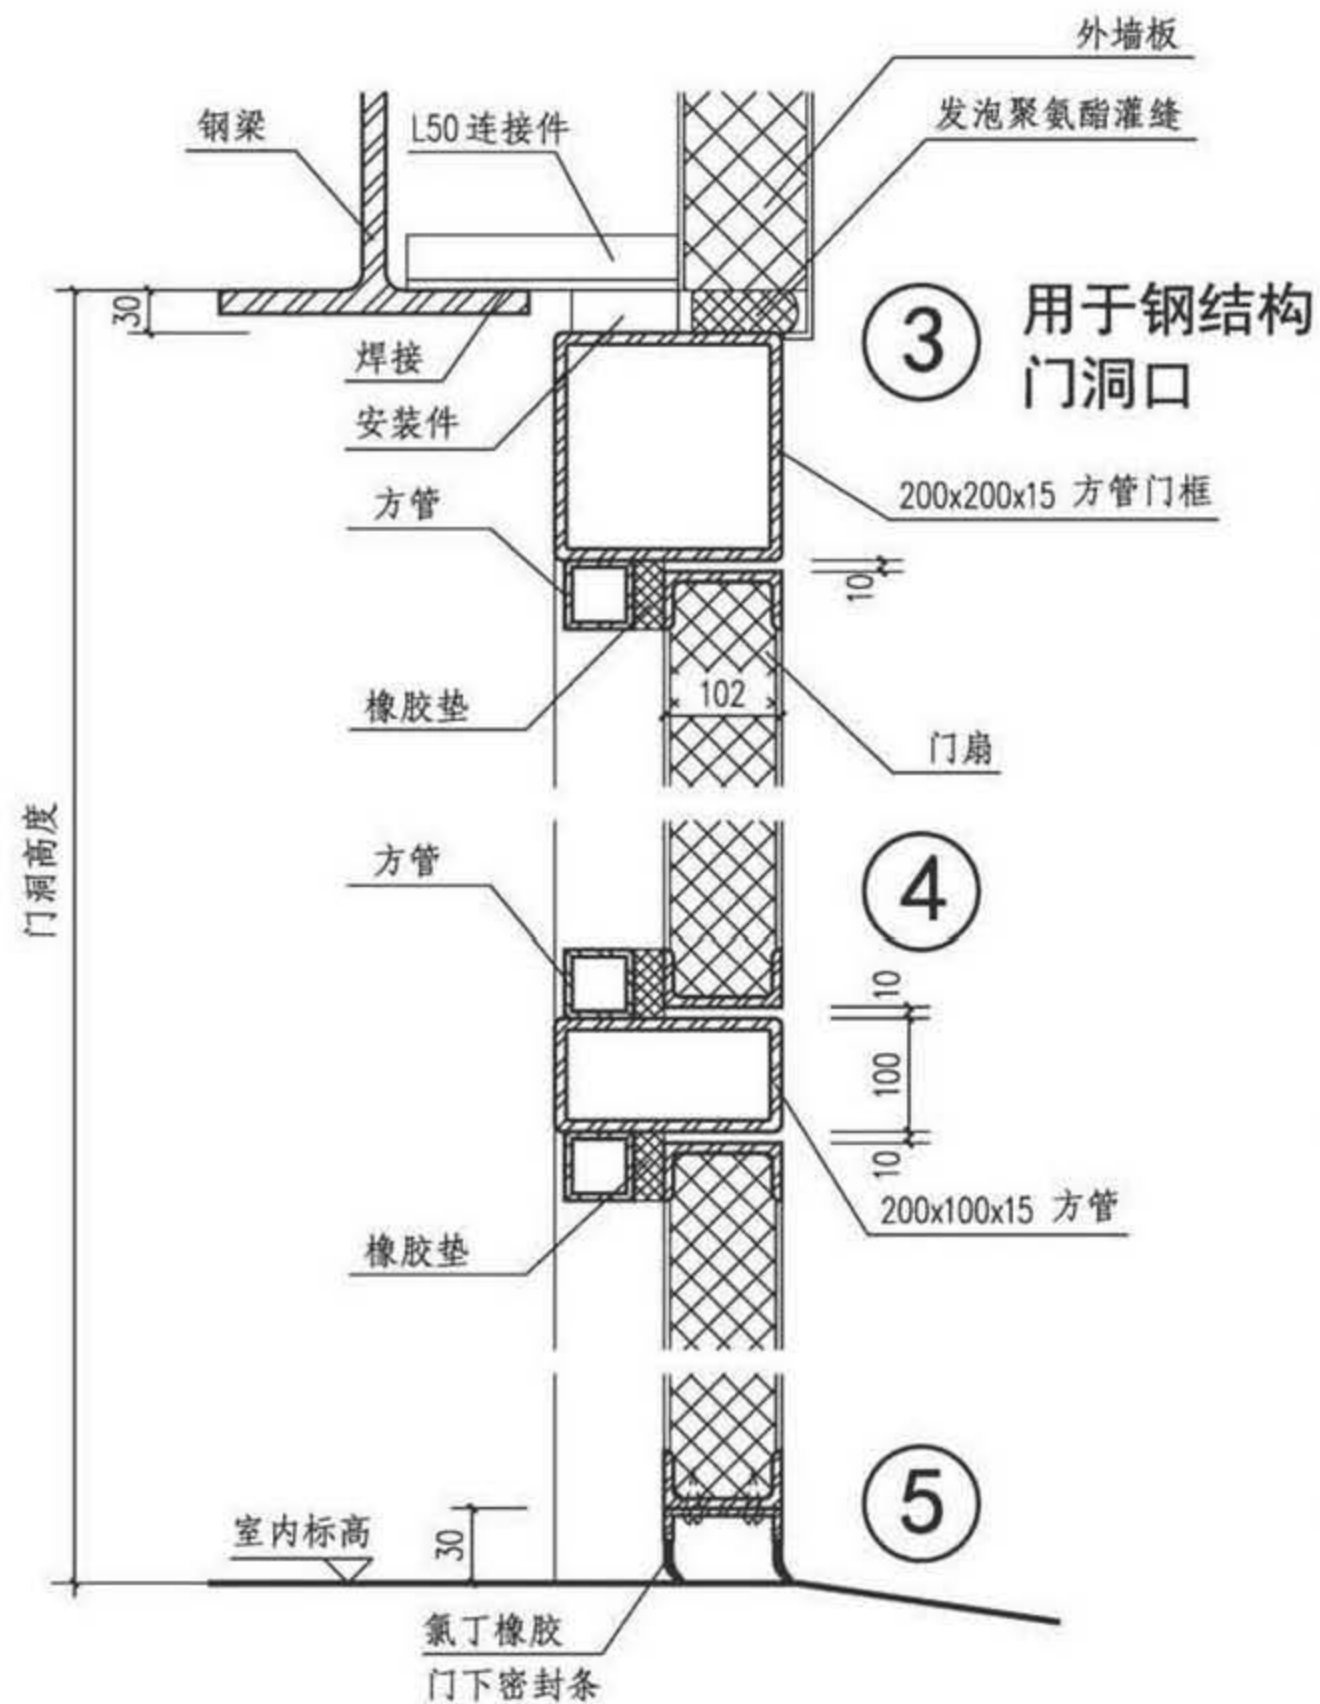 外墙板
钢梁
L50 连接件
发泡聚氨酯灌缝
30
3
用于钢结构
门洞口
焊接
安装件
方管
200x200x15 方管门框
10
橡胶垫
102
门扇
门洞高度
方管
4
10
100
10
200x100x15 方管
橡胶垫
5
室内标高
30
氯丁橡胶
门下密封条